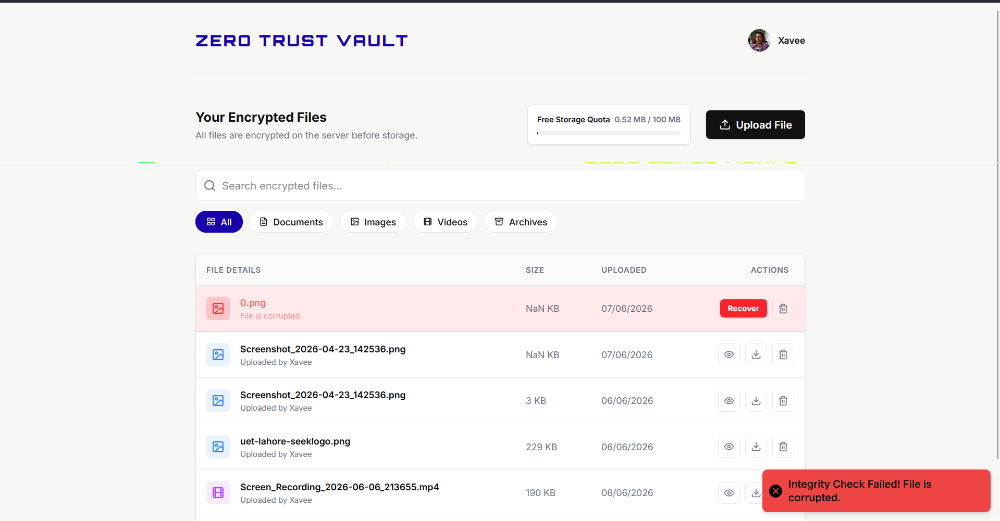 ZERO TRUST VAULT
Xavee
Your Encrypted Files
All files are encrypted on the server before storage.
Free Storage Quota 0.52 MB / 100 MB
Upload File
Search encrypted files...
All
Documents
Images
Videos
Archives
FILE DETAILS
SIZE
UPLOADED
ACTIONS
0.png
File is corrupted
NaN KB
07/06/2026
Recover
Screenshot_2026-04-23_142536.png
Uploaded by Xavee
NaN KB
07/06/2026
Screenshot_2026-04-23_142536.png
Uploaded by Xavee
3 KB
06/06/2026
uet-lahore-seeklogo.png
Uploaded by Xavee
229 KB
06/06/2026
Screen_Recording_2026-06-06_213655.mp4
Uploaded by Xavee
190 KB
06/06/2026
Integrity Check Failed! File is
corrupted.